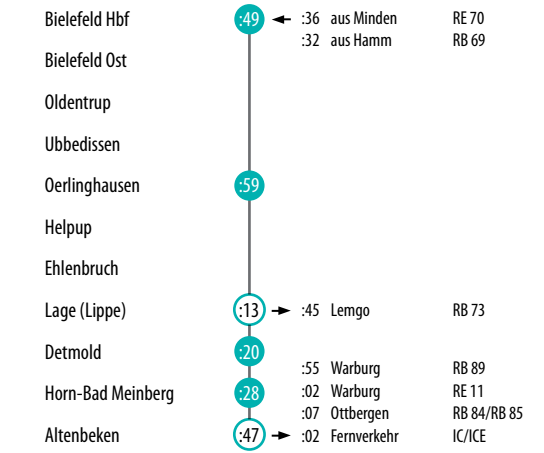 Bielefeld Hbf :49 :36 aus Minden RE 70
:32 aus Hamm RB 69
Bielefeld Ost
Oldentrup
Ubbedissen
Oerlinghausen :59
Helpup
Ehlenbruch
Lage (Lippe) :13 :45 Lemgo RB 73
Detmold :20
:55 Warburg RB 89
Horn-Bad Meinberg :28 :02 Warburg RE 11
:07 Ottbergen RB 84/RB 85
Altenbeken :47 :02 Fernverkehr IC/ICE